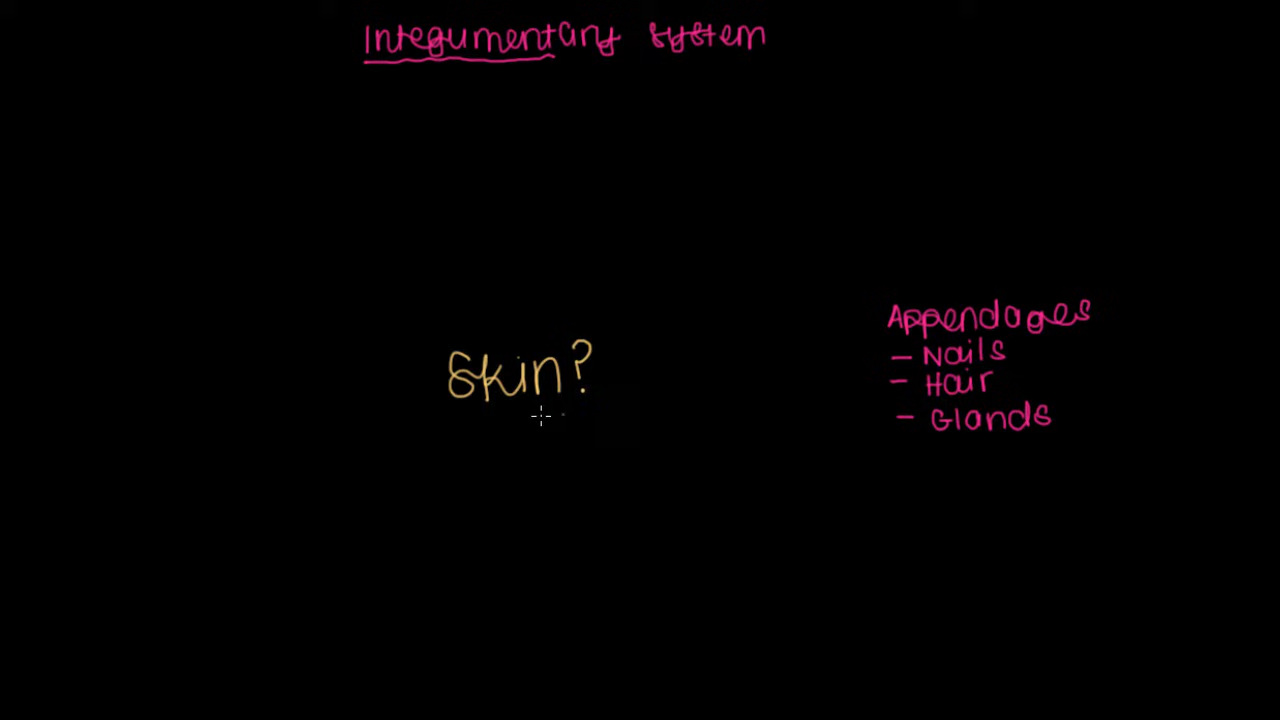 Integumentary system
Skin?
Appendages
- Nails
- Hair
- Glands